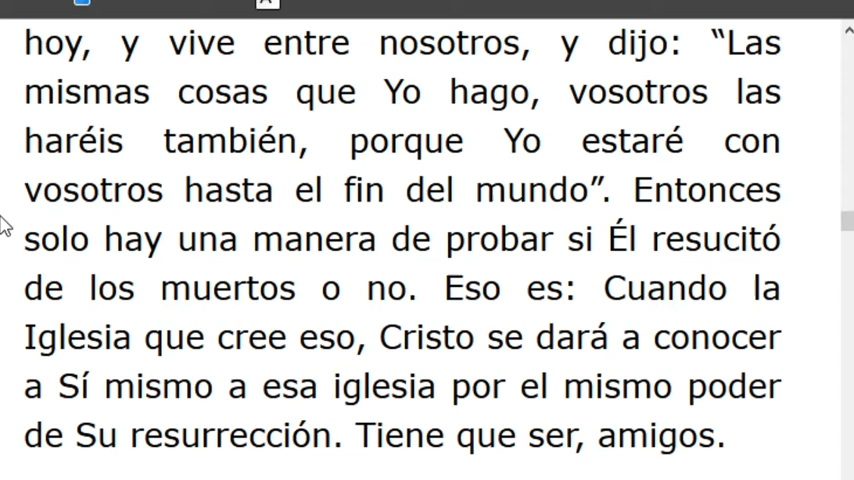 hoy, y vive entre nosotros, y dijo: “Las
mismas cosas que Yo hago, vosotros las
haréis también, porque Yo estaré con
vosotros hasta el fin del mundo”. Entonces
solo hay una manera de probar si Él resucitó
de los muertos o no. Eso es: Cuando la
Iglesia que cree eso, Cristo se dará a conocer
a Sí mismo a esa iglesia por el mismo poder
de Su resurrección. Tiene que ser, amigos.